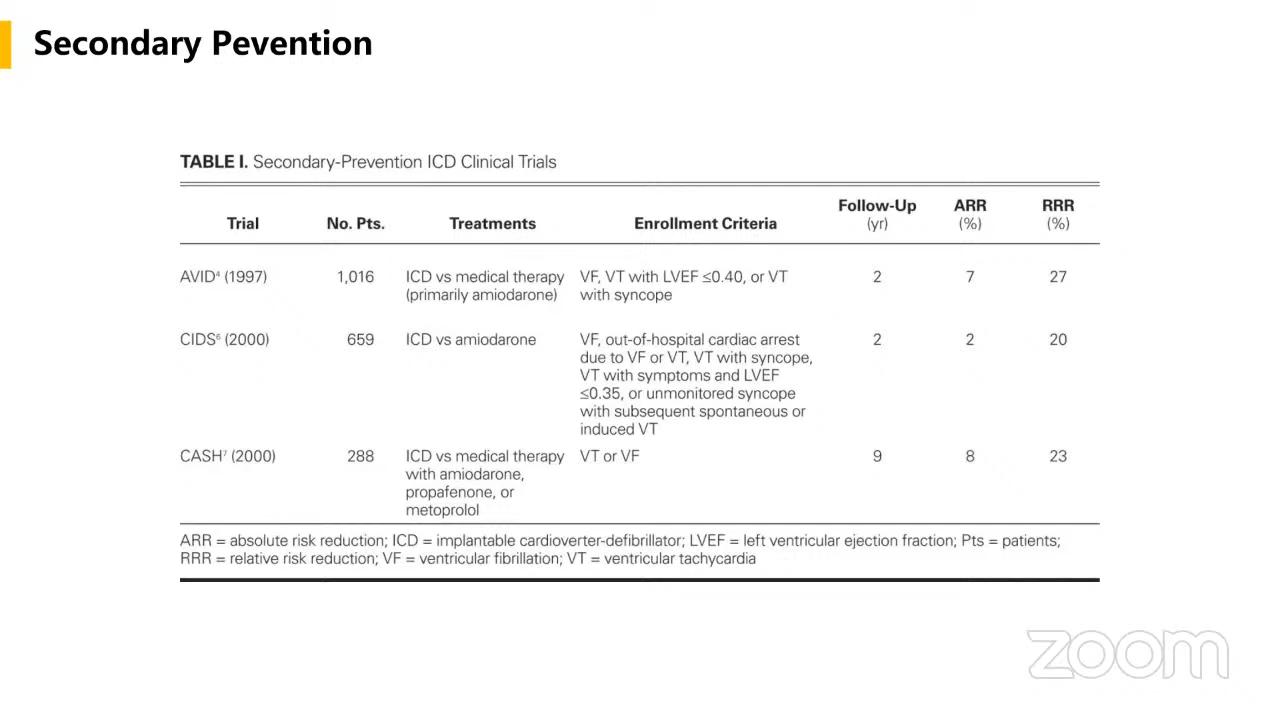 Secondary Pevention
TABLE I. Secondary-Prevention ICD Clinical Trials
Trial No. Pts. Treatments Enrollment Criteria Follow-Up (yr) ARR (%) RRR (%)
AVID⁴ (1997) 1,016 ICD vs medical therapy VF, VT with LVEF ≤0.40, or VT 2 7 27
(primarily amiodarone) with syncope
CIDS⁶ (2000) 659 ICD vs amiodarone VF, out-of-hospital cardiac arrest 2 2 20
due to VF or VT, VT with syncope,
VT with symptoms and LVEF
≤0.35, or unmonitored syncope
with subsequent spontaneous or
induced VT
CASH⁷ (2000) 288 ICD vs medical therapy VT or VF 9 8 23
with amiodarone,
propafenone, or
metoprolol
ARR = absolute risk reduction; ICD = implantable cardioverter-defibrillator; LVEF = left ventricular ejection fraction; Pts = patients;
RRR = relative risk reduction; VF = ventricular fibrillation; VT = ventricular tachycardia
zoom